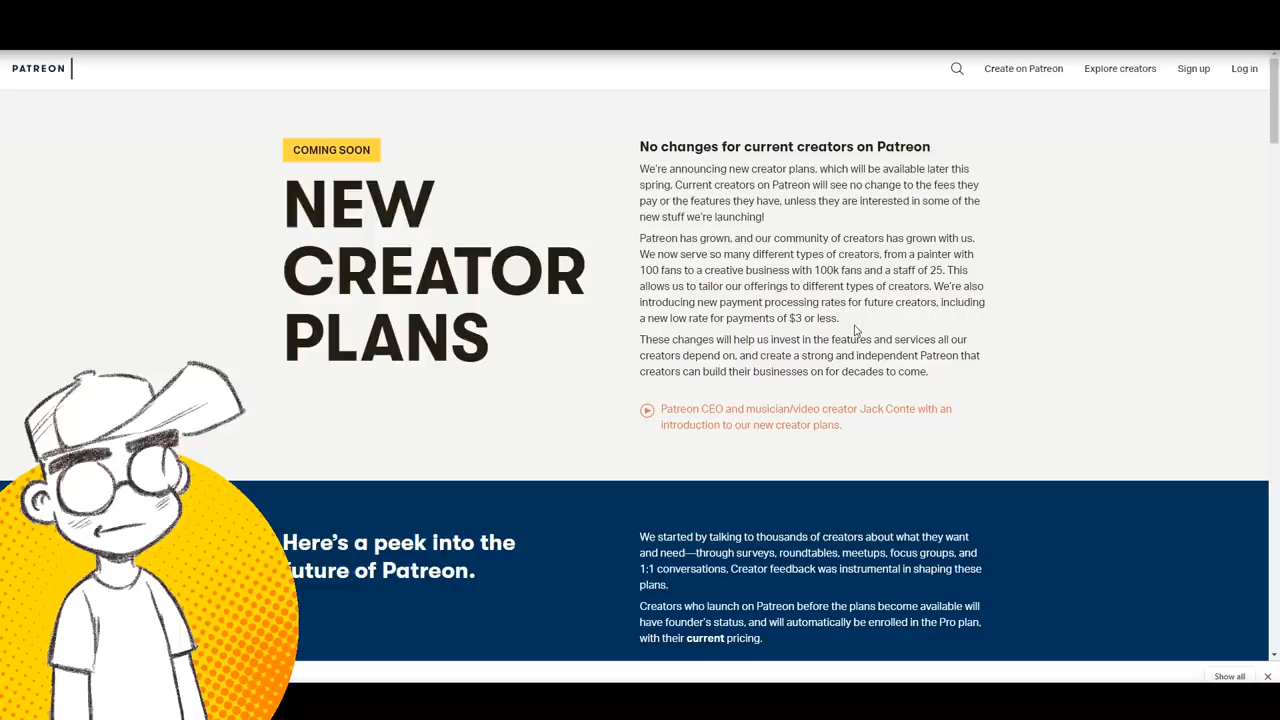 PATREON
Create on Patreon
Explore creators
Sign up
Log in
COMING SOON
NEW
CREATOR
PLANS
No changes for current creators on Patreon
We're announcing new creator plans, which will be available later this
spring. Current creators on Patreon will see no change to the fees they
pay or the features they have, unless they are interested in some of the
new stuff we're launching!
Patreon has grown, and our community of creators has grown with us.
We now serve so many different types of creators, from a painter with
100 fans to a creative business with 100k fans and a staff of 25. This
allows us to tailor our offerings to different types of creators. We're also
introducing new payment processing rates for future creators, including
a new low rate for payments of $3 or less.
These changes will help us invest in the features and services all our
creators depend on, and create a strong and independent Patreon that
creators can build their businesses on for decades to come.
Patreon CEO and musician/video creator Jack Conte with an
introduction to our new creator plans.
Here's a peek into the
future of Patreon.
We started by talking to thousands of creators about what they want
and need—through surveys, roundtables, meetups, focus groups, and
1:1 conversations. Creator feedback was instrumental in shaping these
plans.
Creators who launch on Patreon before the plans become available will
have founder's status, and will automatically be enrolled in the Pro plan,
with their current pricing.
Show all